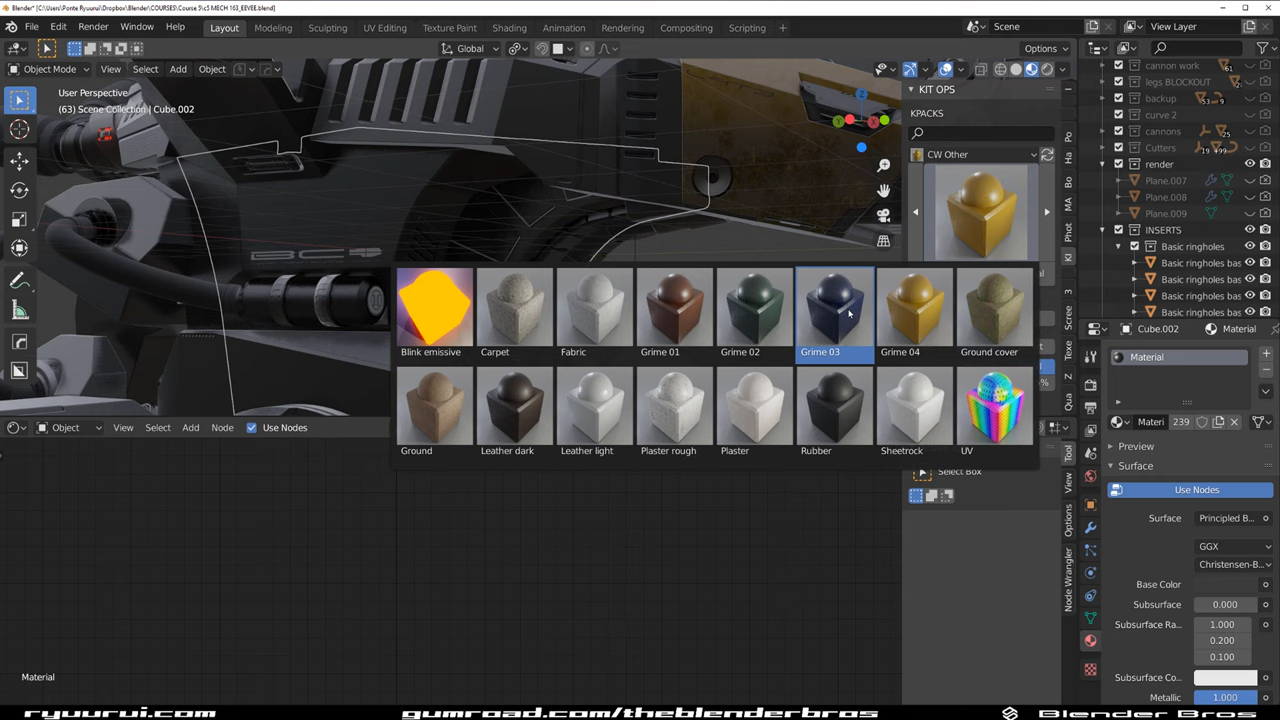 Blender* [C:\Users\Ponte Ryuurui\Dropbox\Blender\COURSES\Course 5\c5 MECH 163_EEVEE.blend]
File Edit Render Window Help Layout Modeling Sculpting UV Editing Texture Paint Shading Animation Rendering Compositing Scripting + Scene View Layer
Global Options
Object Mode View Select Add Object
User Perspective
(63) Scene Collection | Cube.002
KIT OPS
KPACKS
CW Other
cannon work
legs BLOCKOUT
backup
curve 2
cannons
Cutters
render
Plane.007
Plane.008
Plane.009
INSERTS
Basic ringholes
Basic ringholes bas
Basic ringholes bas
Basic ringholes bas
Basic ringholes bas
Blink emissive Carpet Fabric Grime 01 Grime 02 Grime 03 Grime 04 Ground cover
Ground Leather dark Leather light Plaster rough Plaster Rubber Sheetrock UV
Object View Select Add Node Use Nodes
Select Box
Tool
View
Options
Node Wrangler
Cube.002 Material
Material
Materi 239
Preview
Surface
Use Nodes
Surface Principled B...
GGX
Christensen-B...
Base Color
Subsurface 0.000
Subsurface Ra... 1.000
0.200
0.100
Subsurface Co...
Metallic 1.000
Material
ryuurui.com gumroad.com/theblenderbros Blender Bros